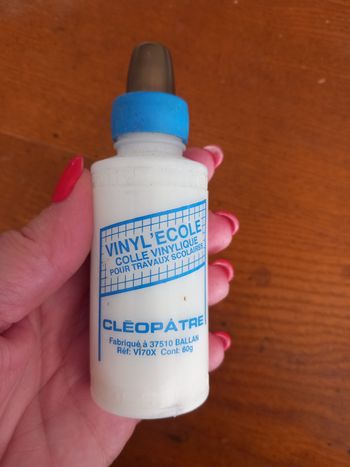 VINYL'ECOLE
COLLE VINYLIQUE
POUR TRAVAUX SCOLAIRES
CLÉOPÂTRE
Fabriqué à 37510 BALLAN
Réf: VI70X Cont: 60g